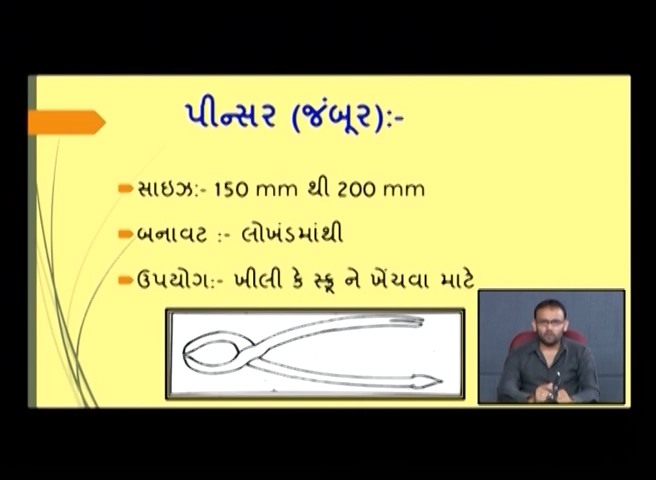 પીન્સર (જંબૂર):-
સાઇઝ:- 150 mm થી 200 mm
બનાવટ :- લોખંડમાંથી
ઉપયોગ:- ખીલી કે સ્ક્રૂ ને ખેંચવા માટે